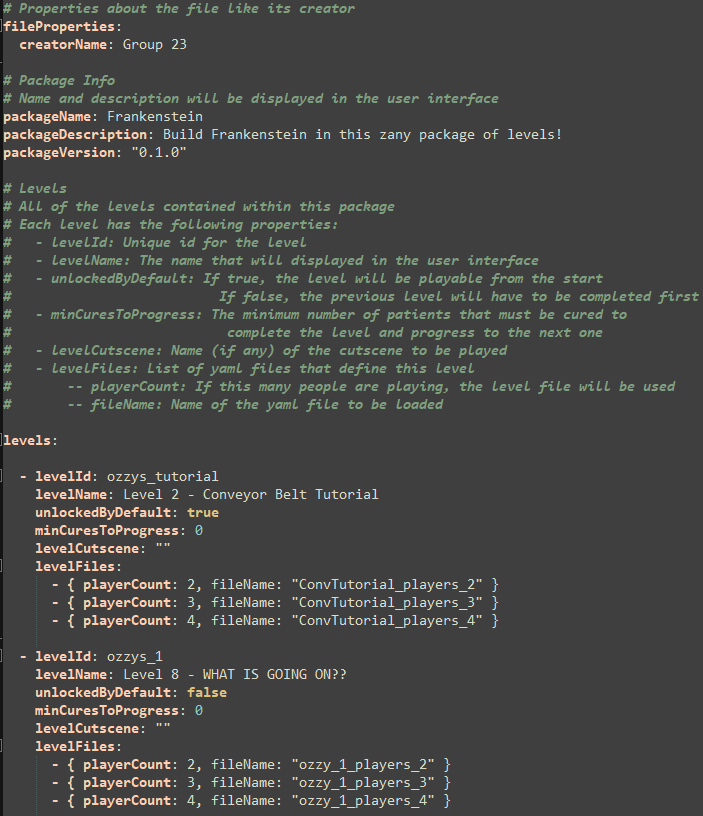 # Properties about the file like its creator
fileProperties:
  creatorName: Group 23

# Package Info
# Name and description will be displayed in the user interface
packageName: Frankenstein
packageDescription: Build Frankenstein in this zany package of levels!
packageVersion: "0.1.0"

# Levels
# All of the levels contained within this package
# Each level has the following properties:
#   - levelId: Unique id for the level
#   - levelName: The name that will displayed in the user interface
#   - unlockedByDefault: If true, the level will be playable from the start
#                          If false, the previous level will have to be completed first
#   - minCuresToProgress: The minimum number of patients that must be cured to
#                           complete the level and progress to the next one
#   - levelCutscene: Name (if any) of the cutscene to be played
#   - levelFiles: List of yaml files that define this level
#       -- playerCount: If this many people are playing, the level file will be used
#       -- fileName: Name of the yaml file to be loaded

levels:

  - levelId: ozzys_tutorial
    levelName: Level 2 - Conveyor Belt Tutorial
    unlockedByDefault: true
    minCuresToProgress: 0
    levelCutscene: ""
    levelFiles:
      - { playerCount: 2, fileName: "ConvTutorial_players_2" }
      - { playerCount: 3, fileName: "ConvTutorial_players_3" }
      - { playerCount: 4, fileName: "ConvTutorial_players_4" }

  - levelId: ozzys_1
    levelName: Level 8 - WHAT IS GOING ON??
    unlockedByDefault: false
    minCuresToProgress: 0
    levelCutscene: ""
    levelFiles:
      - { playerCount: 2, fileName: "ozzy_1_players_2" }
      - { playerCount: 3, fileName: "ozzy_1_players_3" }
      - { playerCount: 4, fileName: "ozzy_1_players_4" }